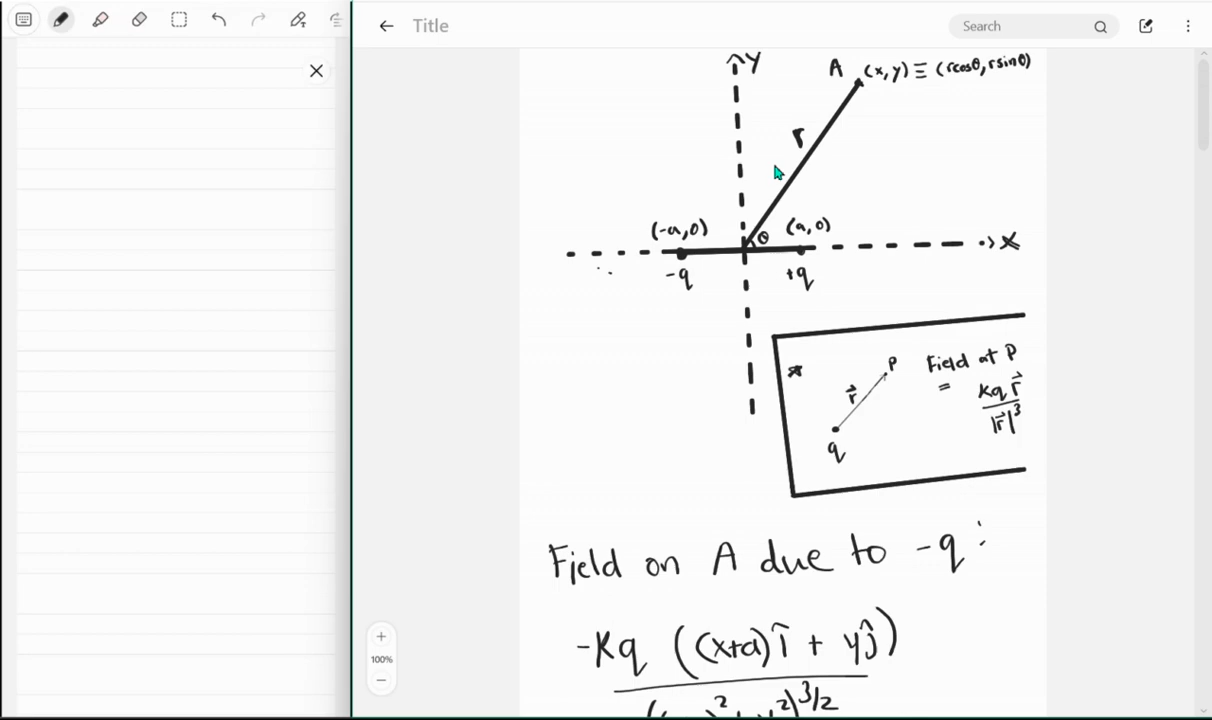 Title
Search
Y
A (x,y) ≡ (rcosθ, rsinθ)
r
(-a,0)
θ
(a,0)
X
-q
+q
*
P
r⃗
q
Field at P
= kq r⃗
|r⃗|³
Field on A due to -q :
-Kq ((x+a)î + yĵ)
100%